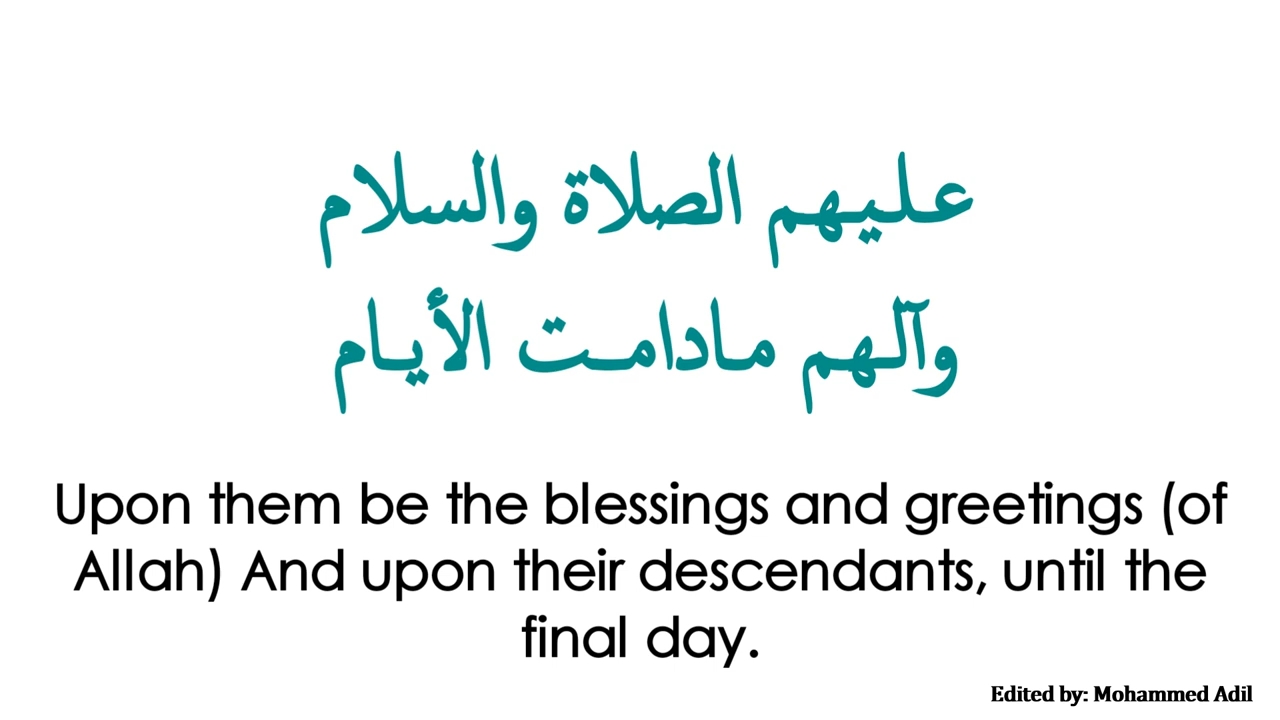 عليهم الصلاة والسلام
وآلهم مادامت الأيام
Upon them be the blessings and greetings (of
Allah) And upon their descendants, until the
final day.
Edited by: Mohammed Adil